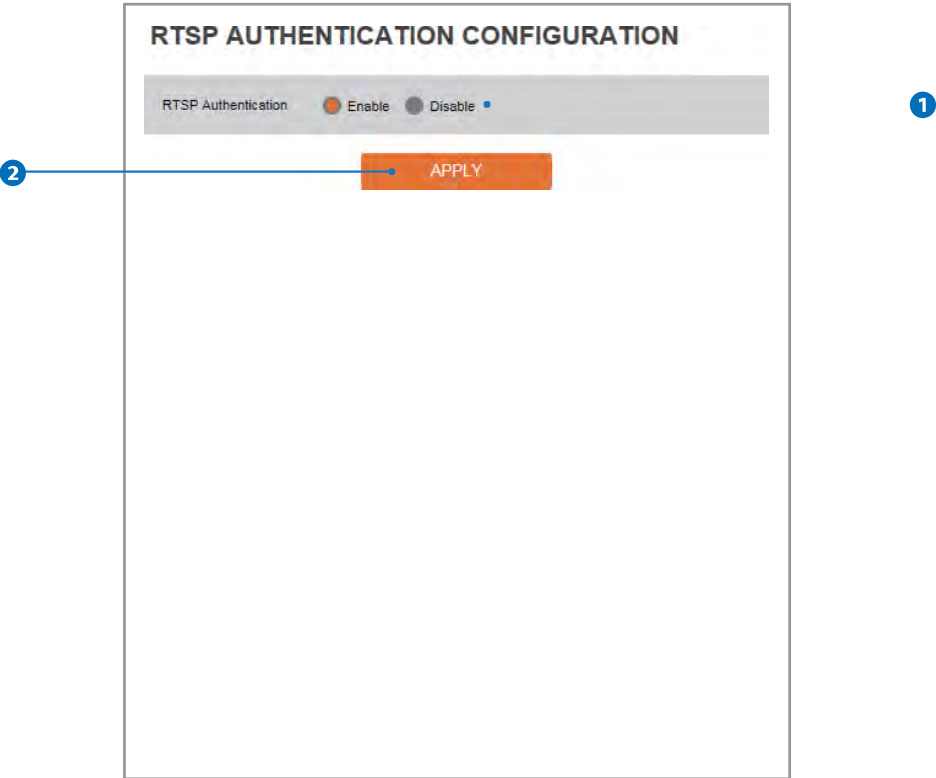 RTSP AUTHENTICATION CONFIGURATION
RTSP Authentication Enable Disable
1
2
APPLY